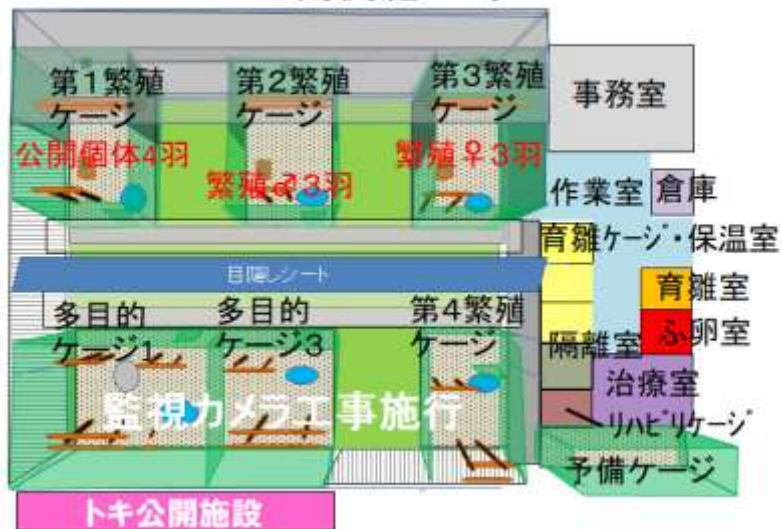 第1繁殖
ケージ
第2繁殖
ケージ
第3繁殖
ケージ
公開個体4羽
繁殖♂3羽
繁殖♀3羽
事務室
作業室
倉庫
育雛ケージ・保温室
目隠しシート
育雛室
ふ卵室
多目的
ケージ1
多目的
ケージ3
第4繁殖
ケージ
隔離室
治療室
監視カメラ工事施行
リハビリケージ
予備ケージ
トキ公開施設